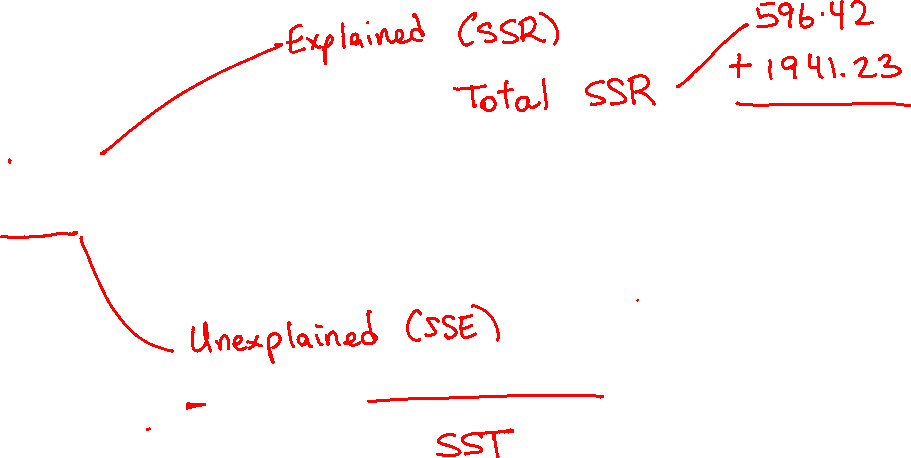 Explained (SSR)
596.42
Total SSR
+ 1941.23
Unexplained (SSE)
SST